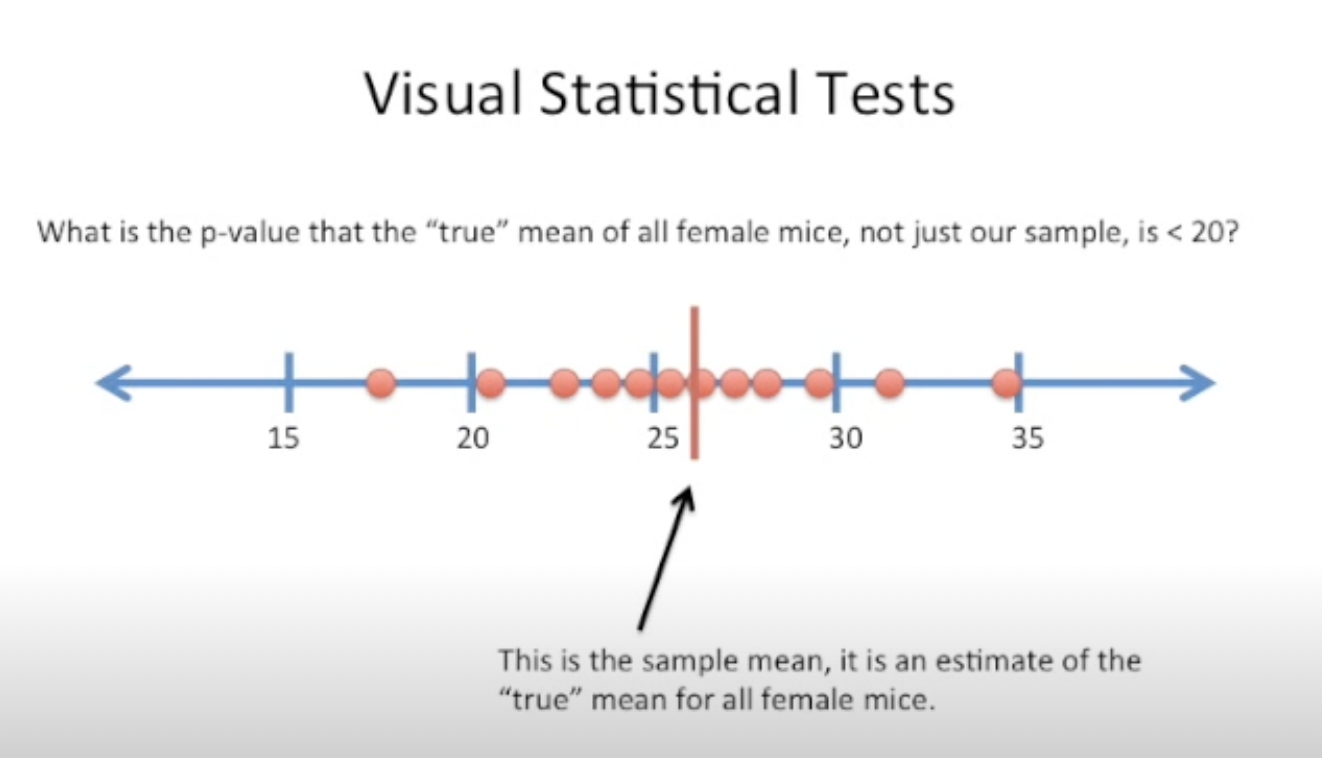 Visual Statistical Tests
What is the p-value that the “true” mean of all female mice, not just our sample, is < 20?
15 20 25 30 35
This is the sample mean, it is an estimate of the
“true” mean for all female mice.